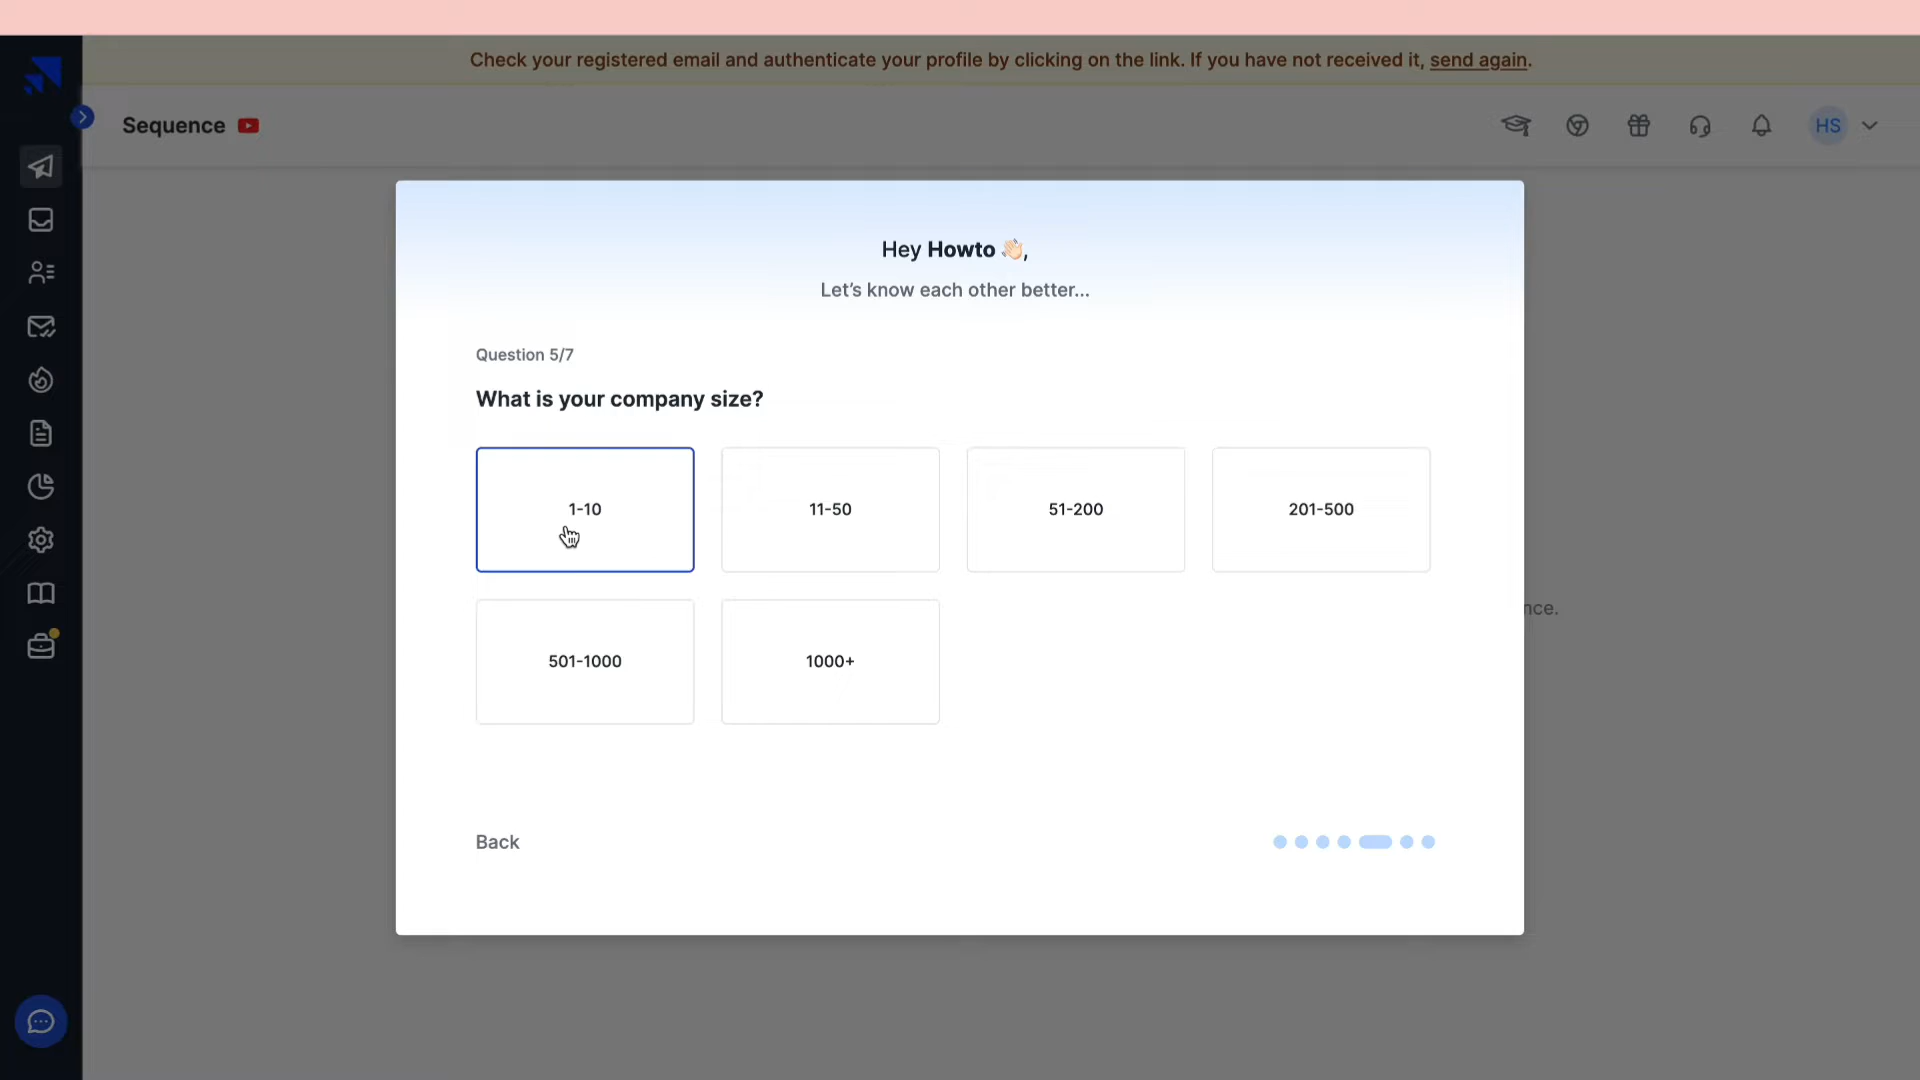 Check your registered email and authenticate your profile by clicking on the link. If you have not received it, send again.
Sequence
HS
Hey Howto 👋🏻,
Let's know each other better...
Question 5/7
What is your company size?
1-10
11-50
51-200
201-500
nce.
501-1000
1000+
Back